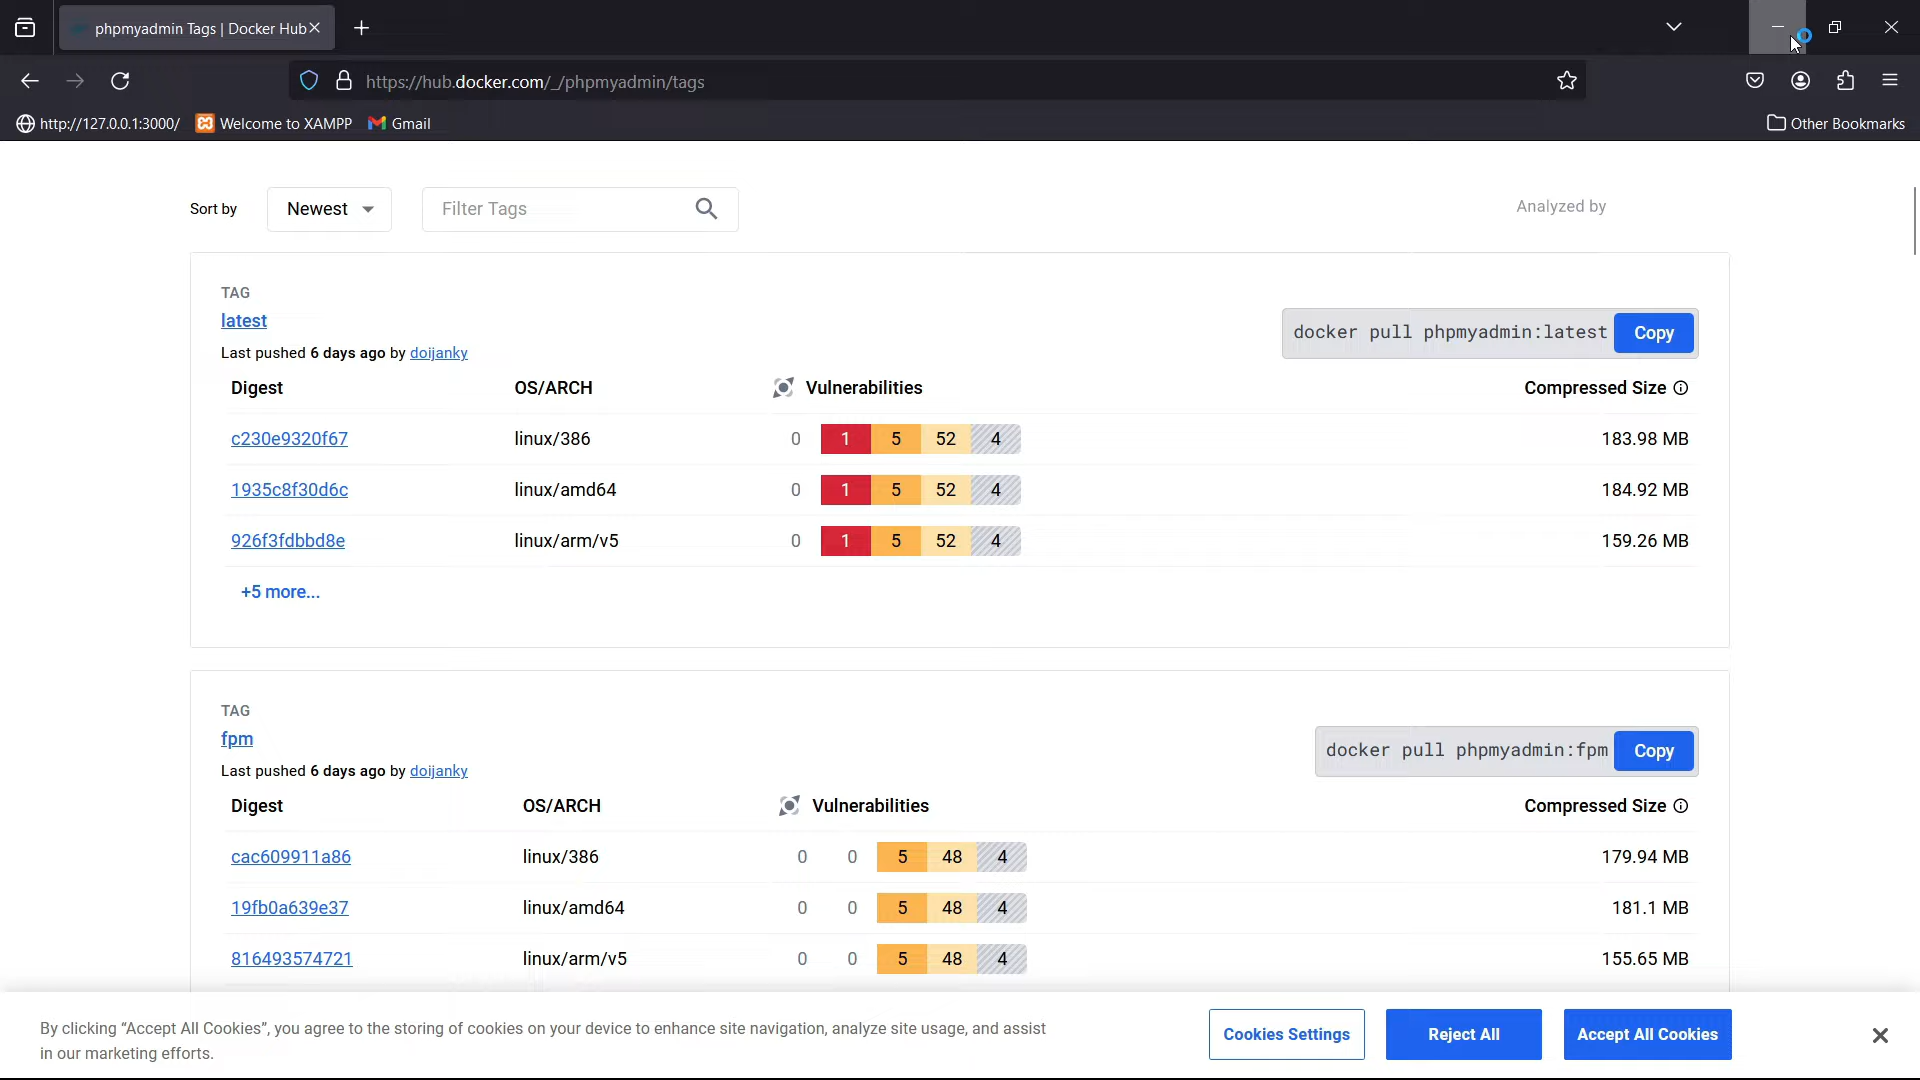 phpmyadmin Tags | Docker Hub
https://hub.docker.com/_/phpmyadmin/tags
http://127.0.0.1:3000/ Welcome to XAMPP Gmail Other Bookmarks
Sort by Newest Filter Tags Analyzed by
TAG
latest
docker pull phpmyadmin:latest Copy
Last pushed 6 days ago by doijanky
Digest OS/ARCH Vulnerabilities Compressed Size
c230e9320f67 linux/386 0 1 5 52 4 183.98 MB
1935c8f30d6c linux/amd64 0 1 5 52 4 184.92 MB
926f3fdbbd8e linux/arm/v5 0 1 5 52 4 159.26 MB
+5 more...
TAG
fpm
docker pull phpmyadmin:fpm Copy
Last pushed 6 days ago by doijanky
Digest OS/ARCH Vulnerabilities Compressed Size
cac609911a86 linux/386 0 0 5 48 4 179.94 MB
19fb0a639e37 linux/amd64 0 0 5 48 4 181.1 MB
816493574721 linux/arm/v5 0 0 5 48 4 155.65 MB
By clicking “Accept All Cookies”, you agree to the storing of cookies on your device to enhance site navigation, analyze site usage, and assist
in our marketing efforts.
Cookies Settings Reject All Accept All Cookies